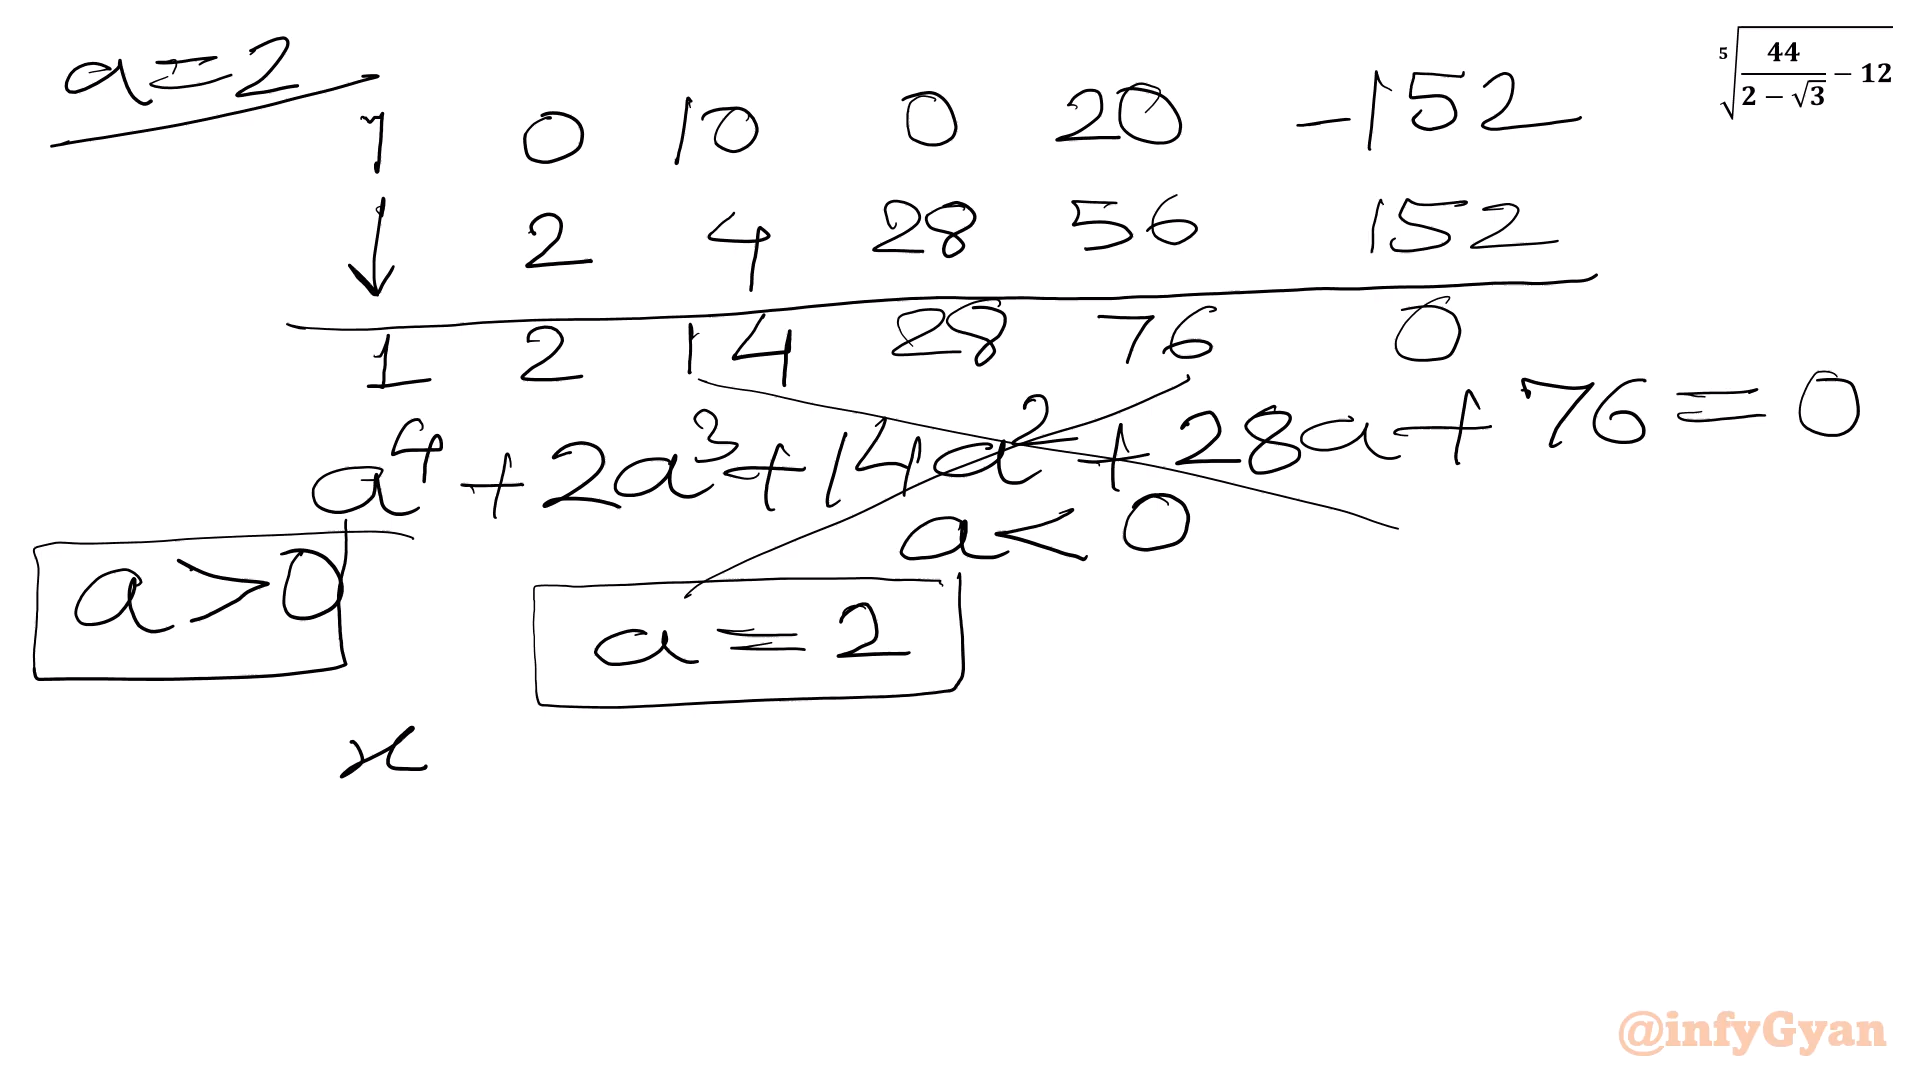 a=2
1 0 10 0 20 -152
2 4 28 56 152
1 2 14 28 76 0
a⁴+2a³+14a²+28a+76=0
a<0
a>0
a=2
x
⁵√(44/(2-√3) - 12)
@infyGyan